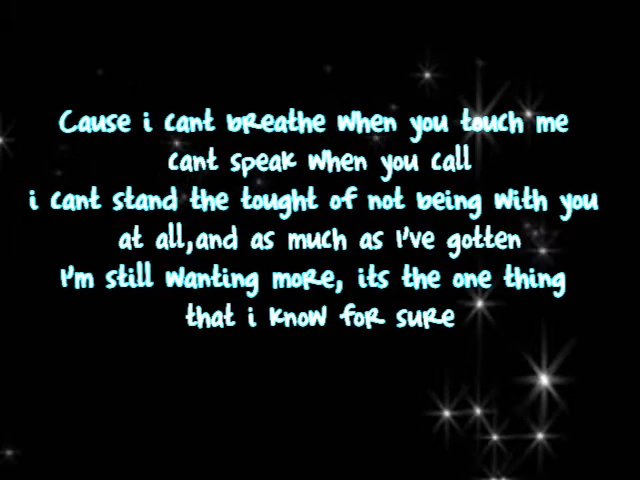 Cause i cant breathe when you touch me
cant speak when you call
i cant stand the tought of not being with you
at all,and as much as I've gotten
I'm still wanting more, its the one thing
that i know for sure